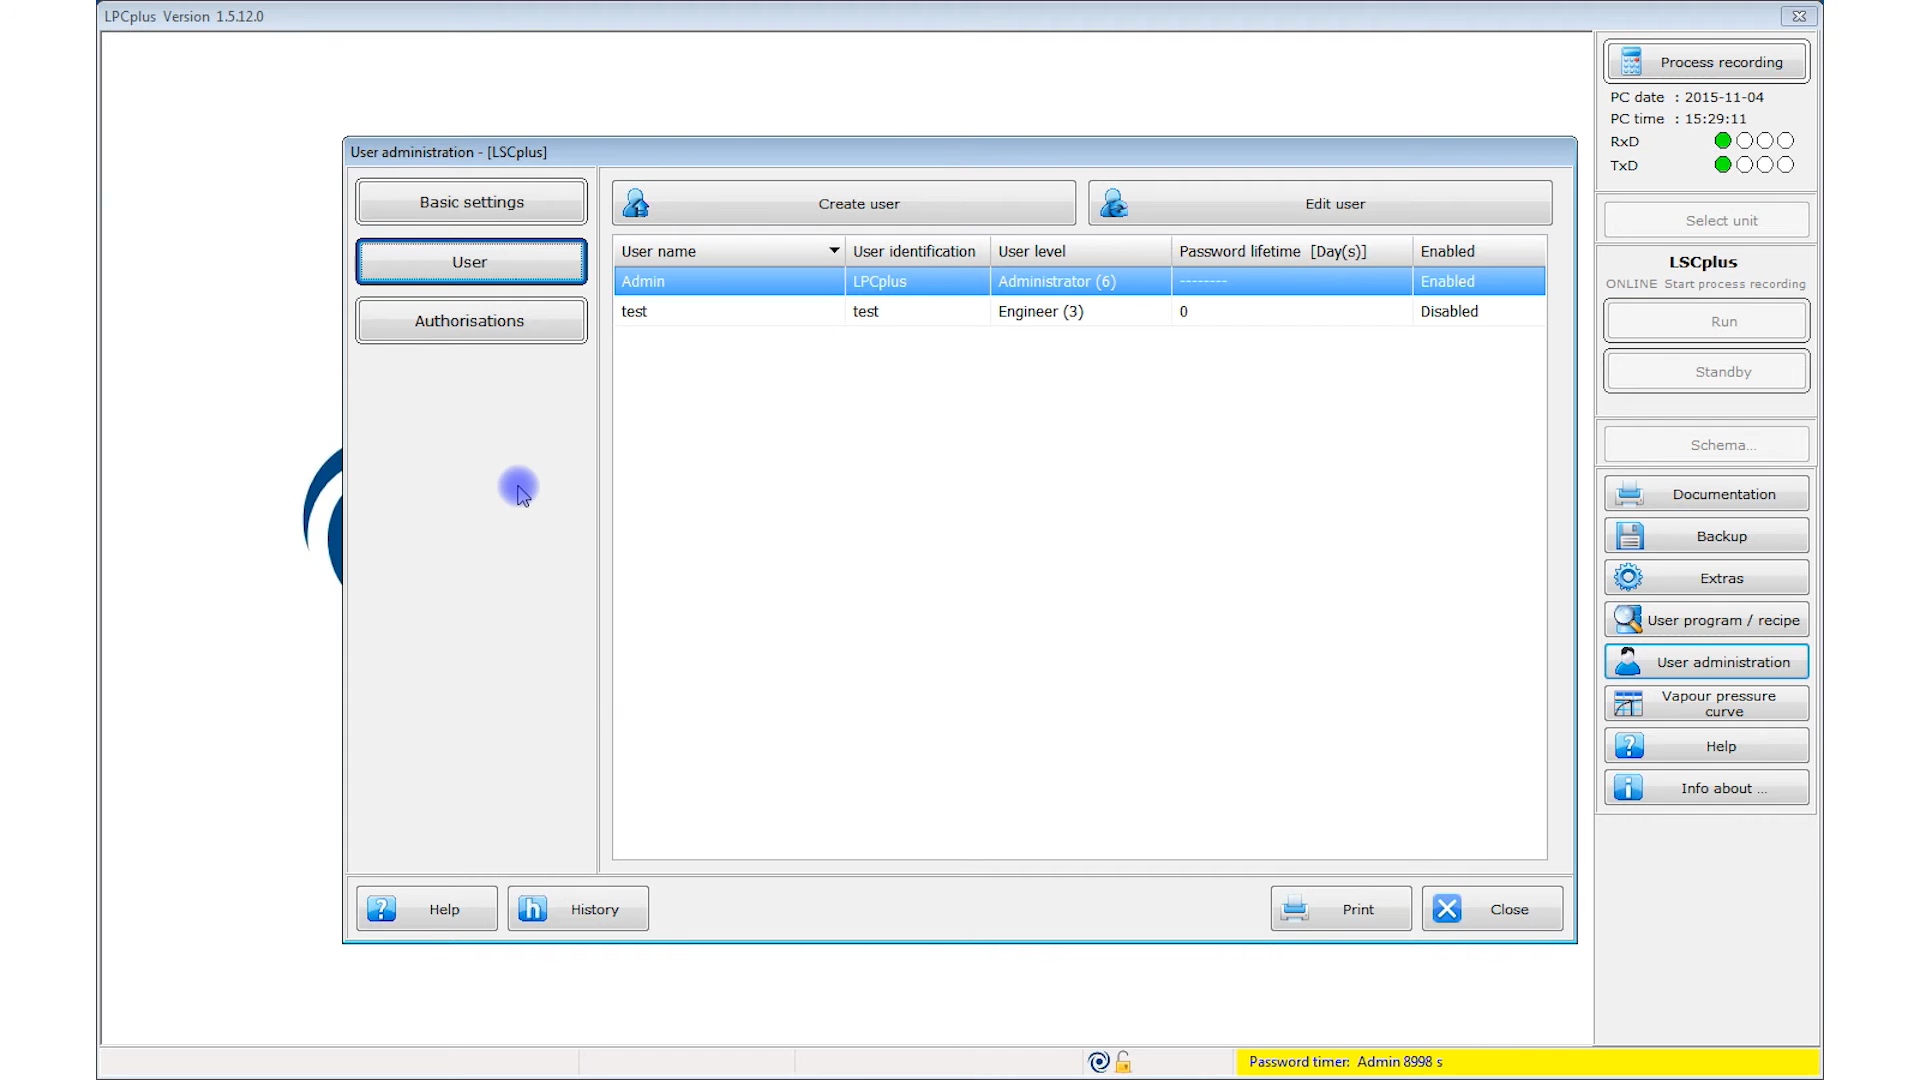 LPCplus Version 1.5.12.0
Process recording
PC date : 2015-11-04
PC time : 15:29:11
RxD
TxD
Select unit
LSCplus
ONLINE Start process recording
Run
Standby
Schema...
Documentation
Backup
Extras
User program / recipe
User administration
Vapour pressure
curve
Help
Info about ...
User administration - [LSCplus]
Basic settings
User
Authorisations
Create user
Edit user
User name User identification User level Password lifetime [Day(s)] Enabled
Admin LPCplus Administrator (6) -------- Enabled
test test Engineer (3) 0 Disabled
Help
History
Print
Close
Password timer: Admin 8998 s